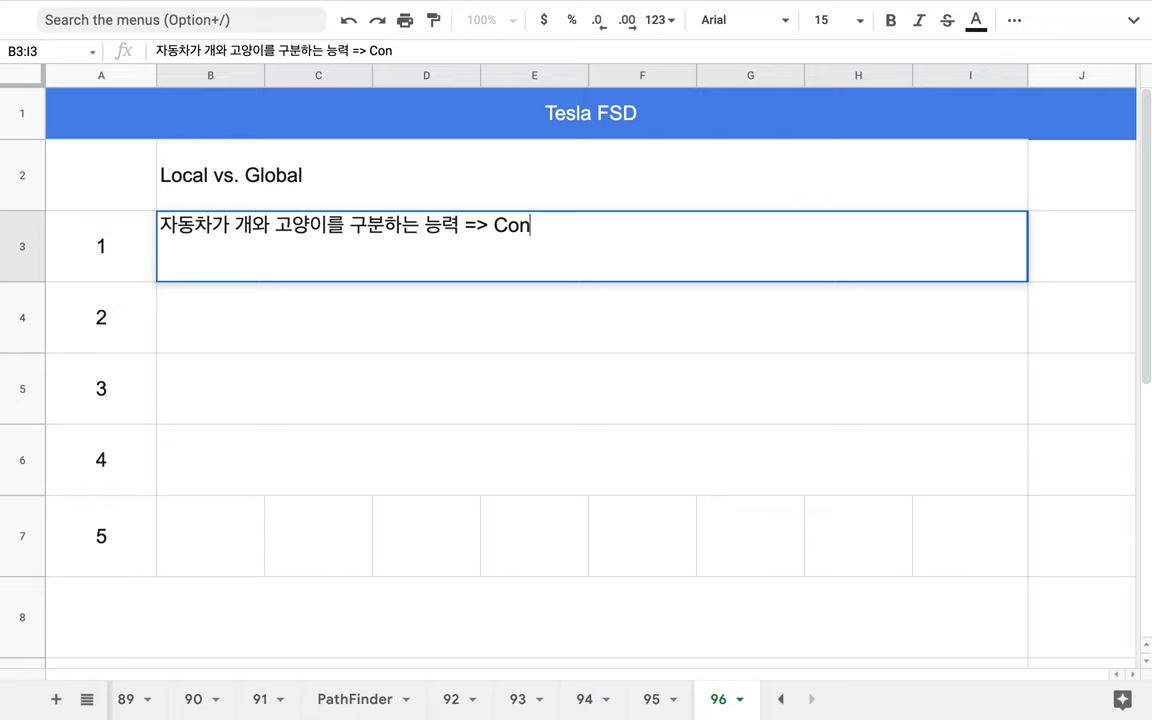 Search the menus (Option+/)
100%
$
%
.0
.00
123
Arial
15
B
I
S
A
B3:I3
fx
자동차가 개와 고양이를 구분하는 능력 => Con
A
B
C
D
E
F
G
H
I
J
1
Tesla FSD
2
Local vs. Global
3
1
자동차가 개와 고양이를 구분하는 능력 => Con
4
2
5
3
6
4
7
5
8
+
89
90
91
PathFinder
92
93
94
95
96